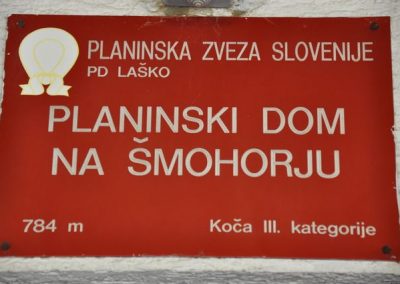 PLANINSKA ZVEZA SLOVENIJE
PD LAŠKO
PLANINSKI DOM
NA ŠMOHORJU
784 m Koča III. kategorije